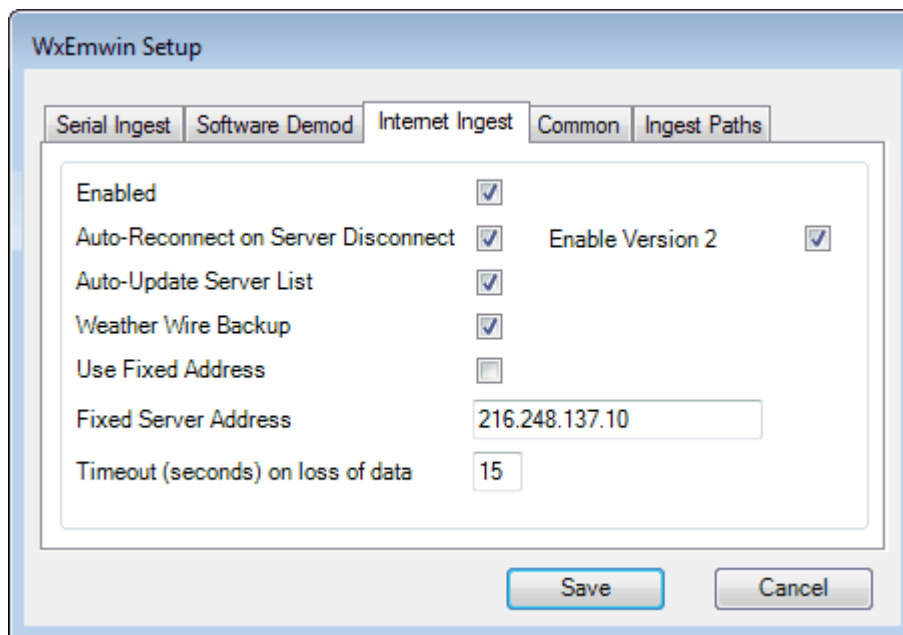 WxEmwin Setup
Serial Ingest Software Demod Internet Ingest Common Ingest Paths
Enabled
Auto-Reconnect on Server Disconnect Enable Version 2
Auto-Update Server List
Weather Wire Backup
Use Fixed Address
Fixed Server Address 216.248.137.10
Timeout (seconds) on loss of data 15
Save Cancel